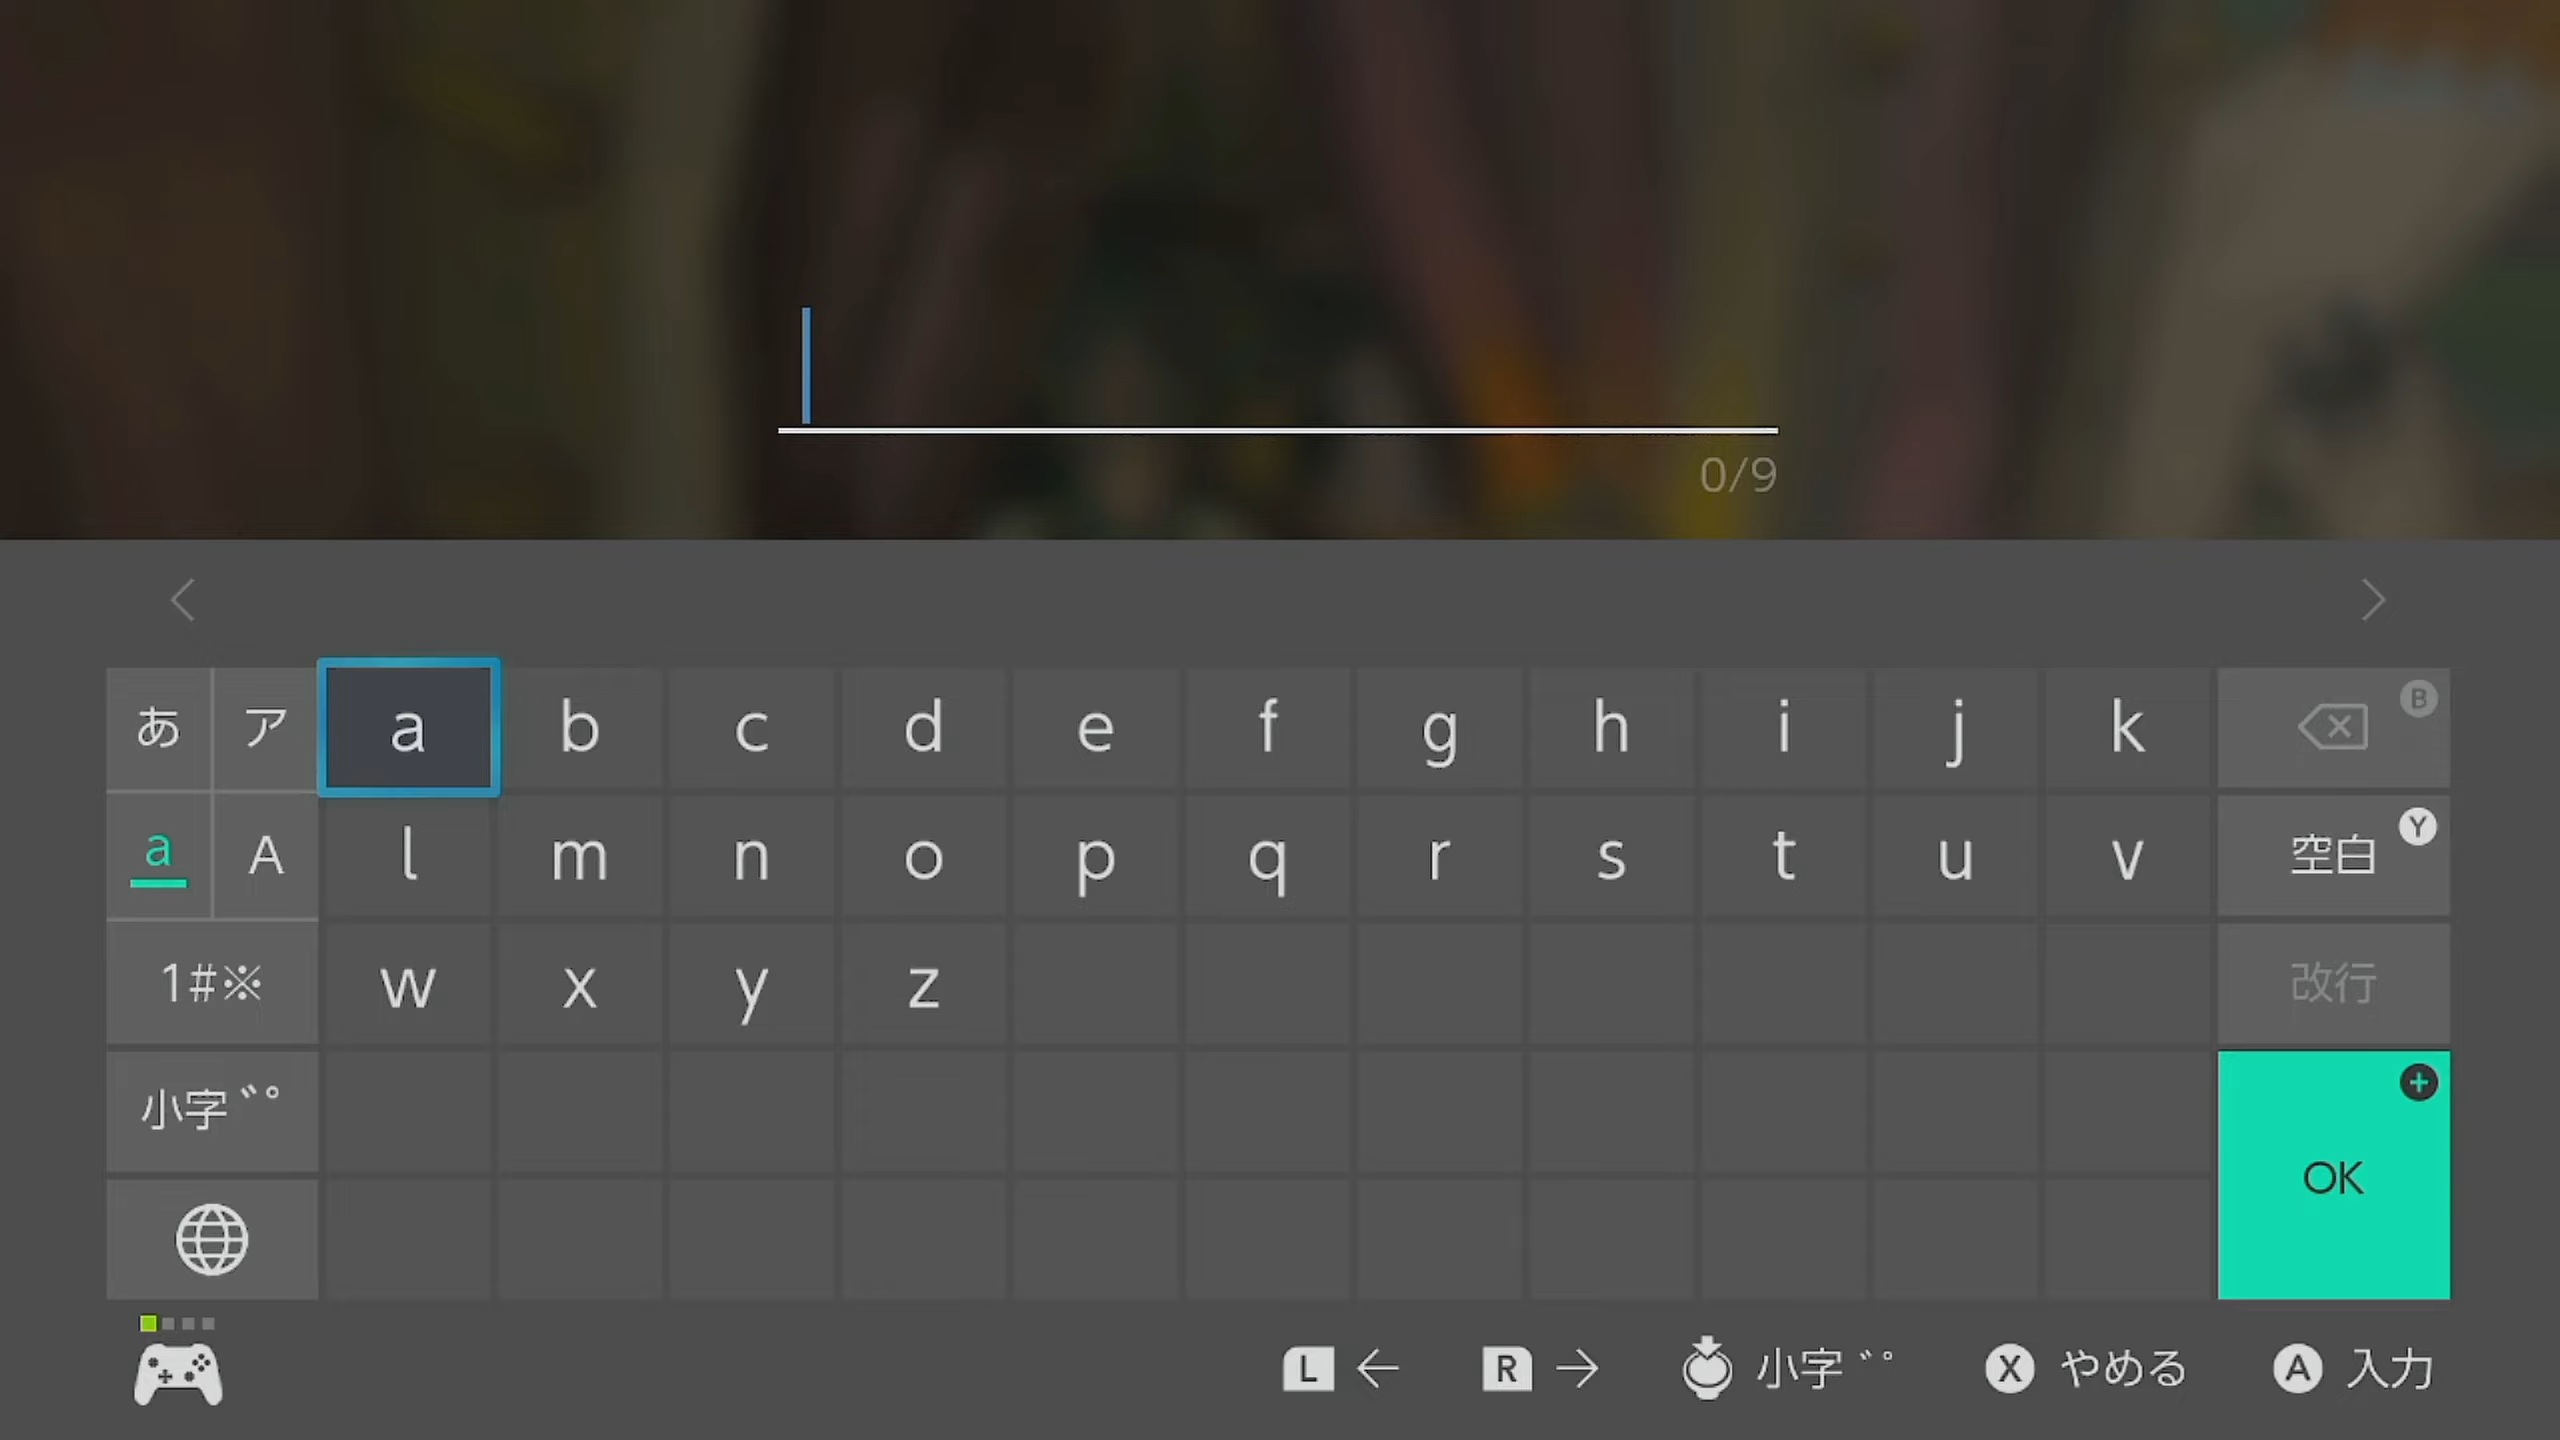 0/9
あ ア a b c d e f g h i j k B
a A l m n o p q r s t u v 空白 Y
1#※ w x y z 改行
小字 ゛゜ +
OK
L ← R → 小字 ゛゜ X やめる A 入力